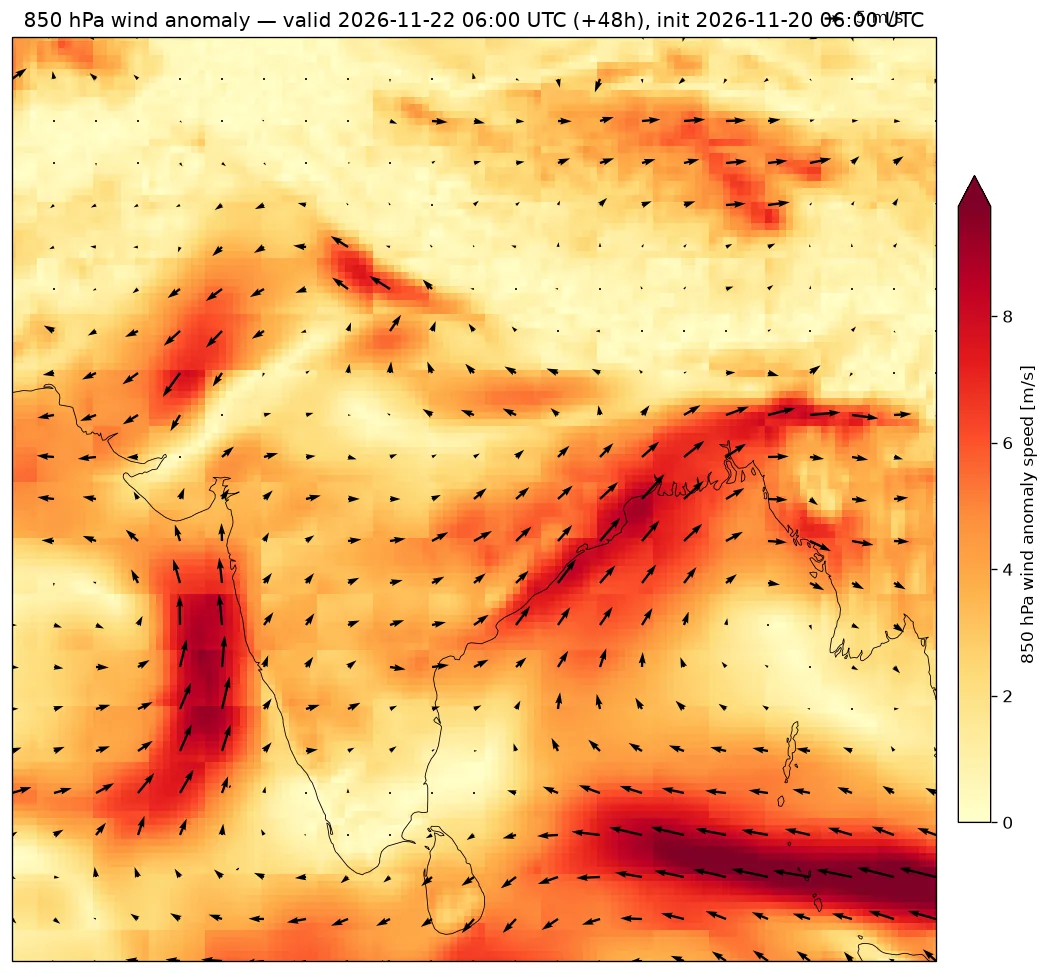 850 hPa wind anomaly — valid 2026-11-22 06:00 UTC (+48h), init 2026-11-20 06:00 UTC
5 m/s
8
6
4
2
0
850 hPa wind anomaly speed [m/s]